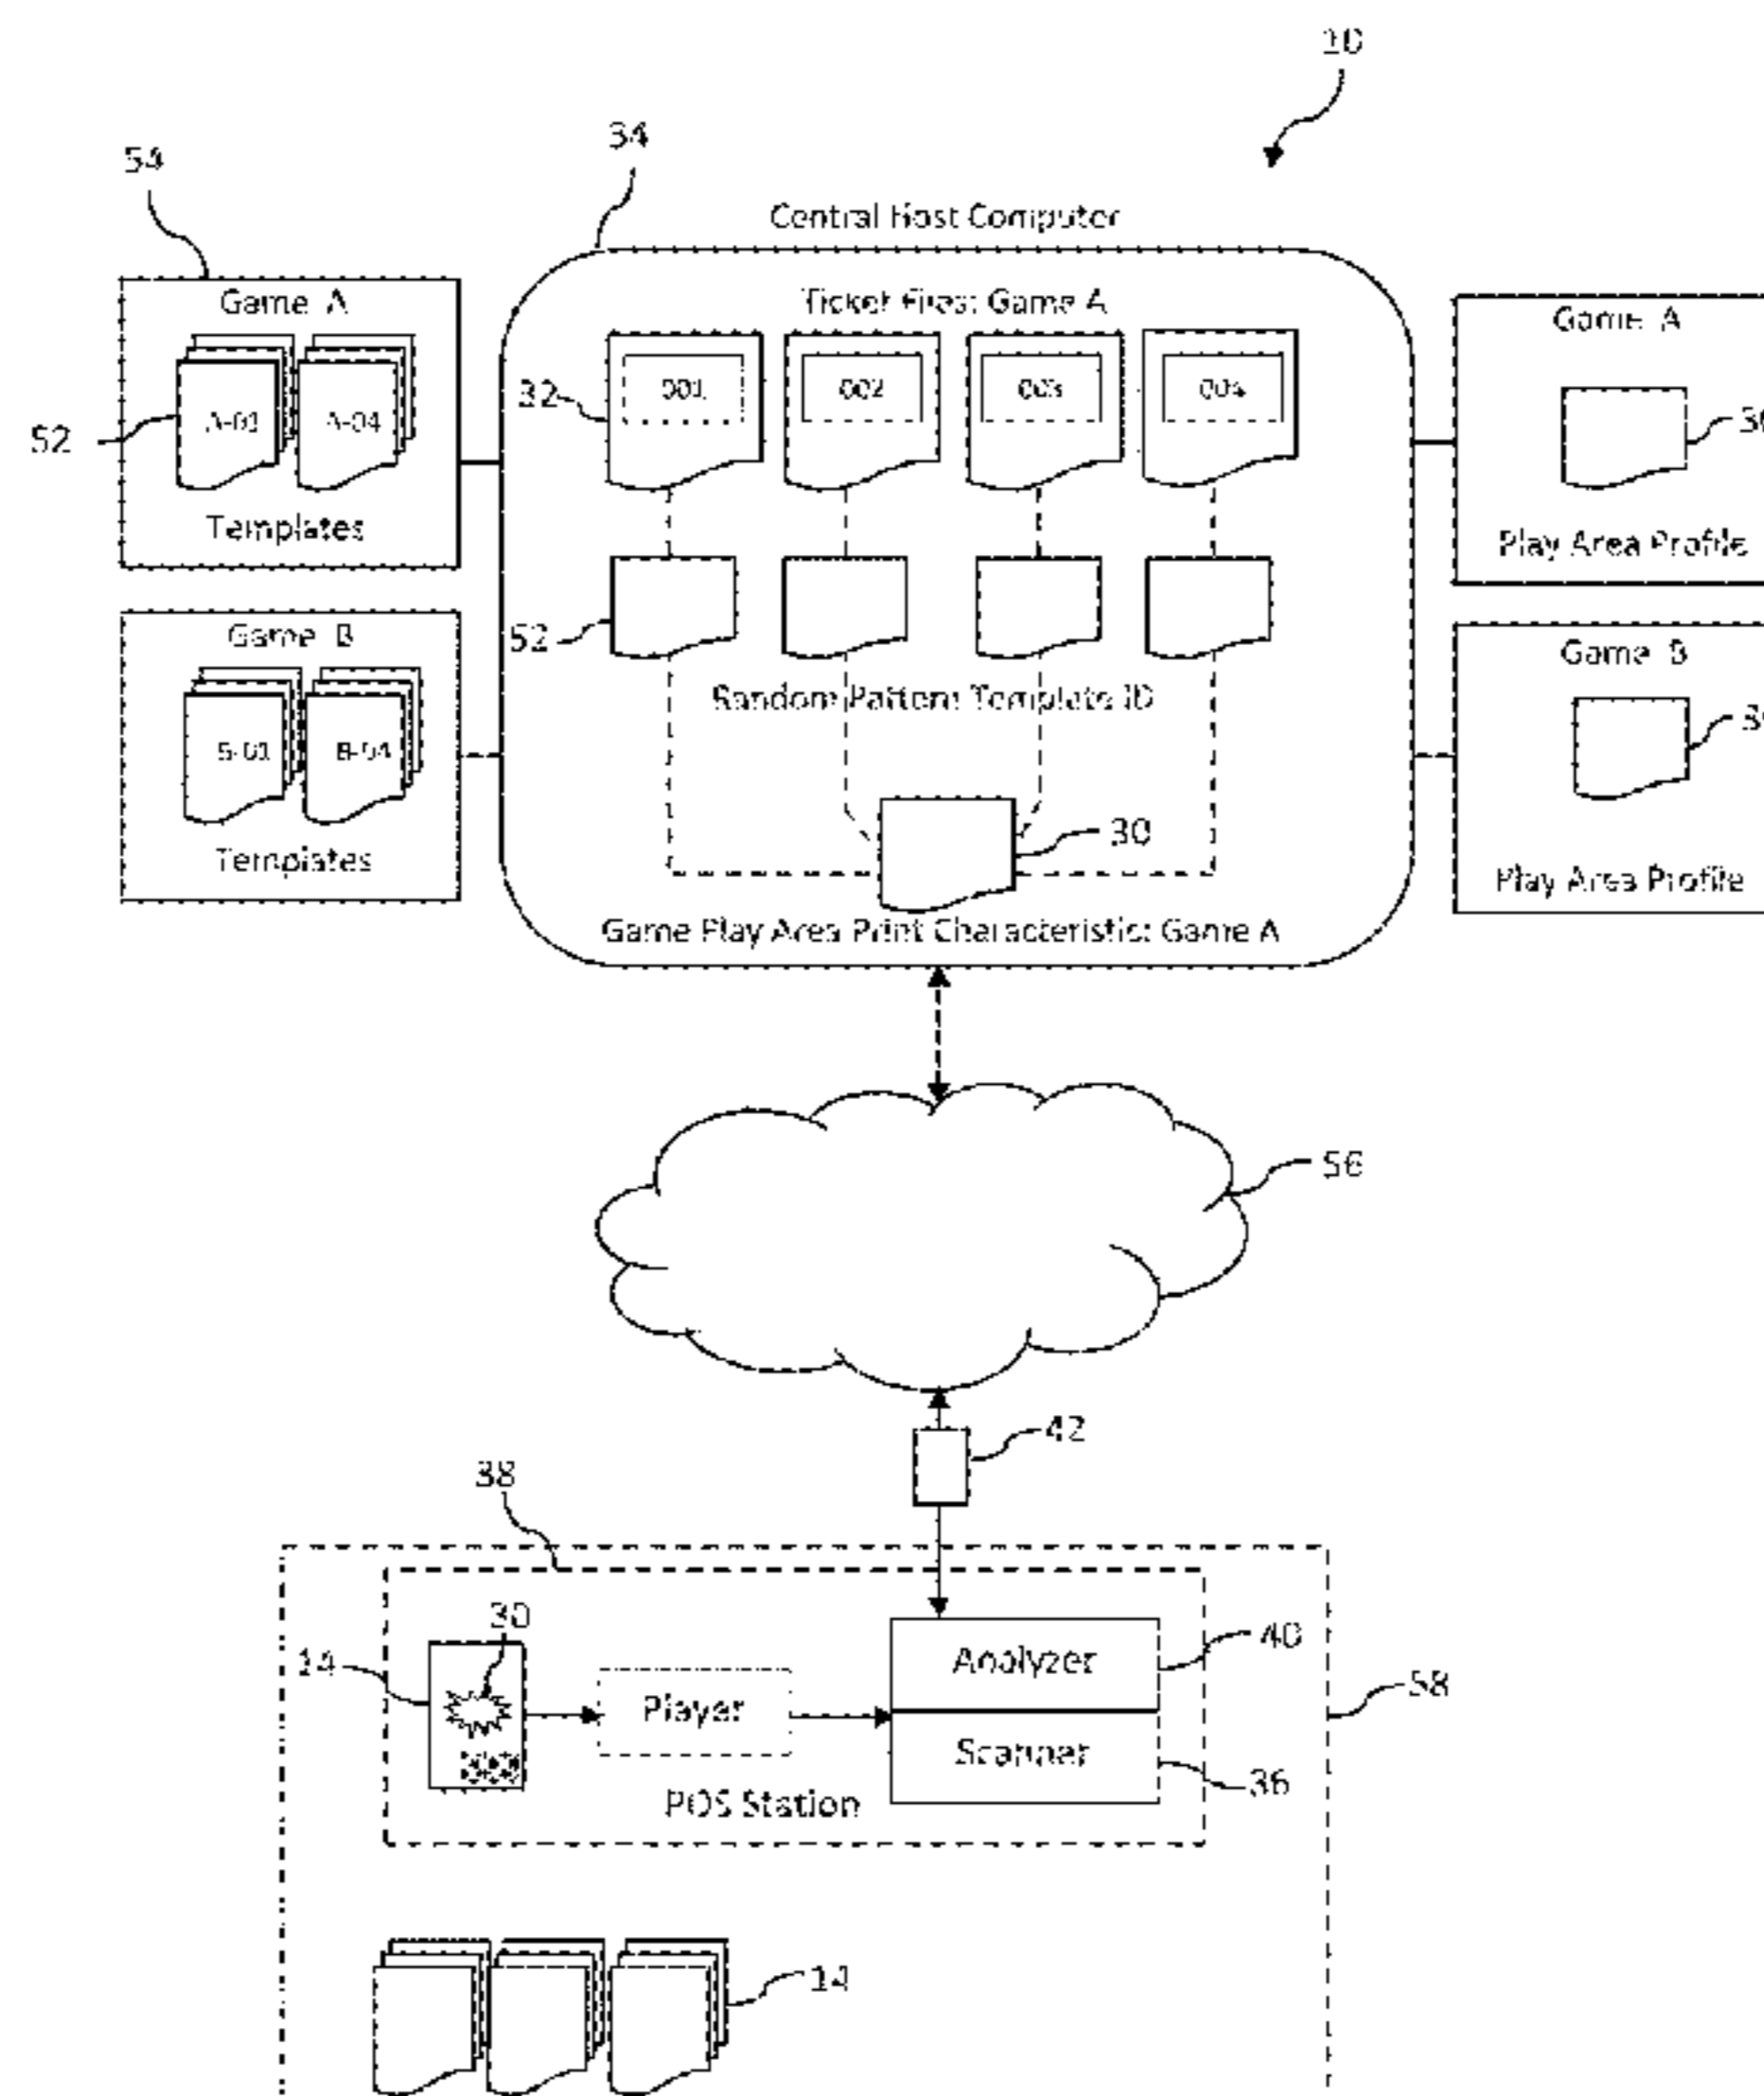 10
34
54
Central Host Computer
Game A
Ticket Files: Game A
Game A
001
002
003
004
32
A-01
A-04
52
Templates
Play Area Profile
Game B
52
Game B
Random Pattern Template ID
B-01
B-04
30
Templates
Play Area Profile
Game Play Area Print Characteristic: Game A
56
42
38
30
14
Analyzer
40
Player
58
Scanner
36
POS Station
14